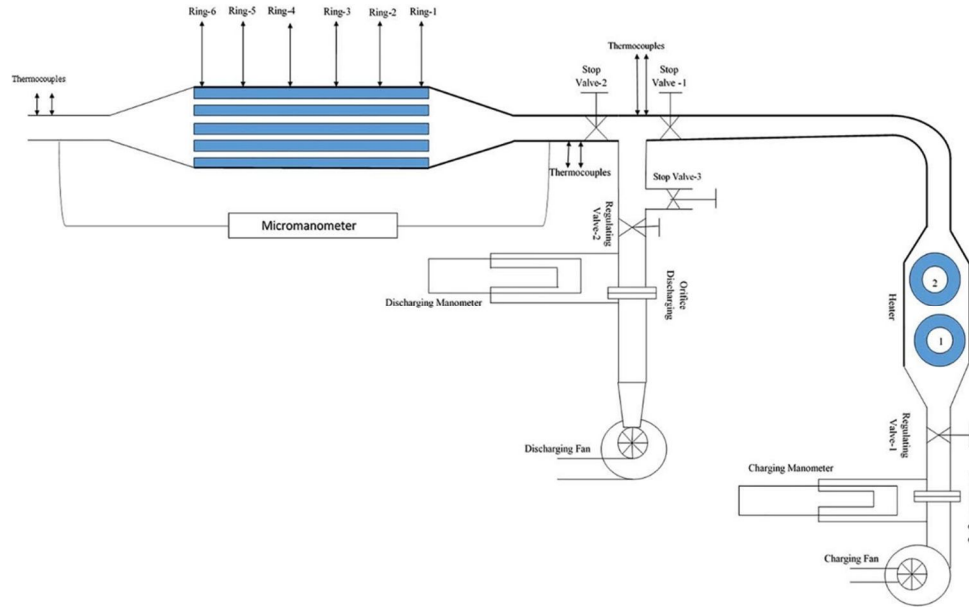 Ring-6 Ring-5 Ring-4 Ring-3 Ring-2 Ring-1
Thermocouples
Thermocouples
Stop
Valve-2
Stop
Valve -1
Thermocouples
Stop Valve-3
Micromanometer
Regulating
Valve-2
Discharging Manometer
Orifice
Discharging
Heater
2
1
Discharging Fan
Regulating
Valve-1
Charging Manometer
Charging Fan